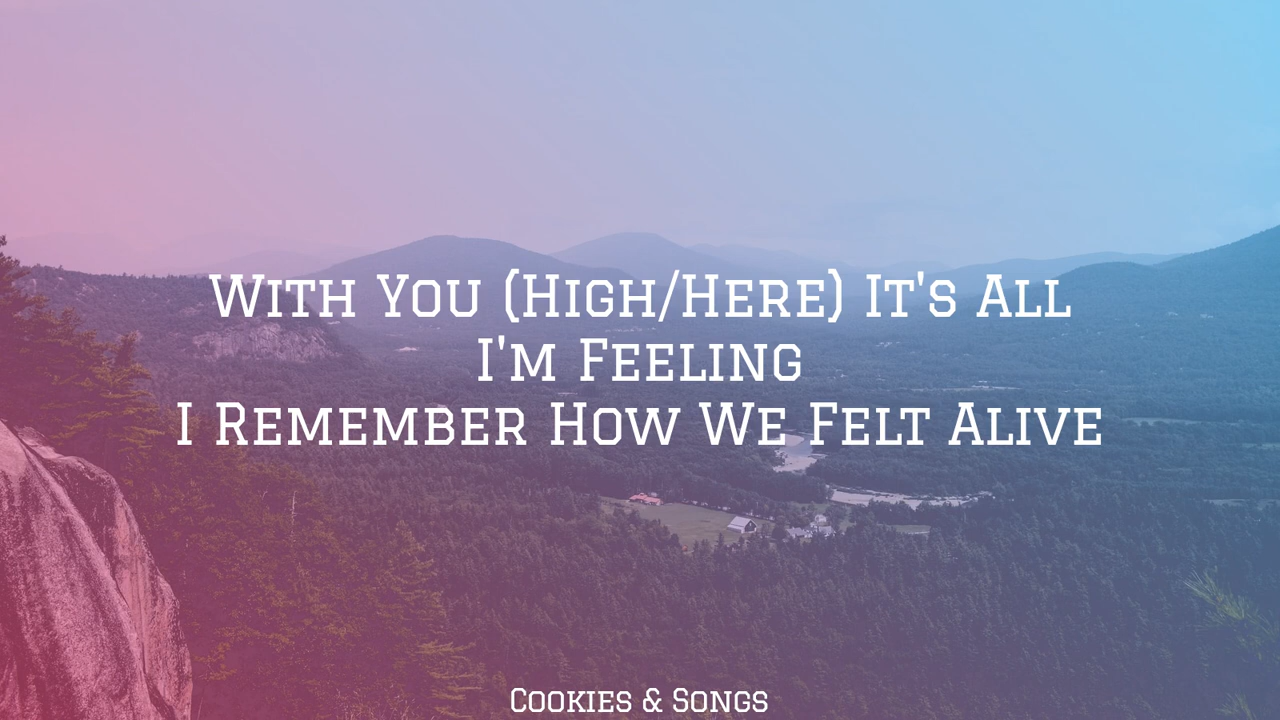 With You (High/Here) It's All
I'm Feeling
I Remember How We Felt Alive
Cookies & Songs